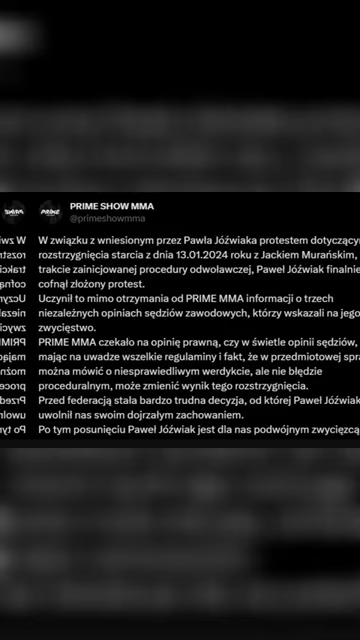 PRIME SHOW MMA
@primeshowmma
W związku z wniesionym przez Pawła Jóźwiaka protestem dotyczącym
rozstrzygnięcia starcia z dnia 13.01.2024 roku z Jackiem Murańskim,
trakcie zainicjowanej procedury odwoławczej, Paweł Jóźwiak finalnie
cofnął złożony protest.
Uczynił to mimo otrzymania od PRIME MMA informacji o trzech
niezależnych opiniach sędziów zawodowych, którzy wskazali na jego
zwycięstwo.
PRIME MMA czekało na opinię prawną, czy w świetle opinii sędziów,
mając na uwadze wszelkie regulaminy i fakt, że w przedmiotowej spra
można mówić o niesprawiedliwym werdykcie, ale nie błędzie
proceduralnym, może zmienić wynik tego rozstrzygnięcia.
Przed federacją stała bardzo trudna decyzja, od której Paweł Jóźwiak
uwolnił nas swoim dojrzałym zachowaniem.
Po tym posunięciu Paweł Jóźwiak jest dla nas podwójnym zwycięzcą